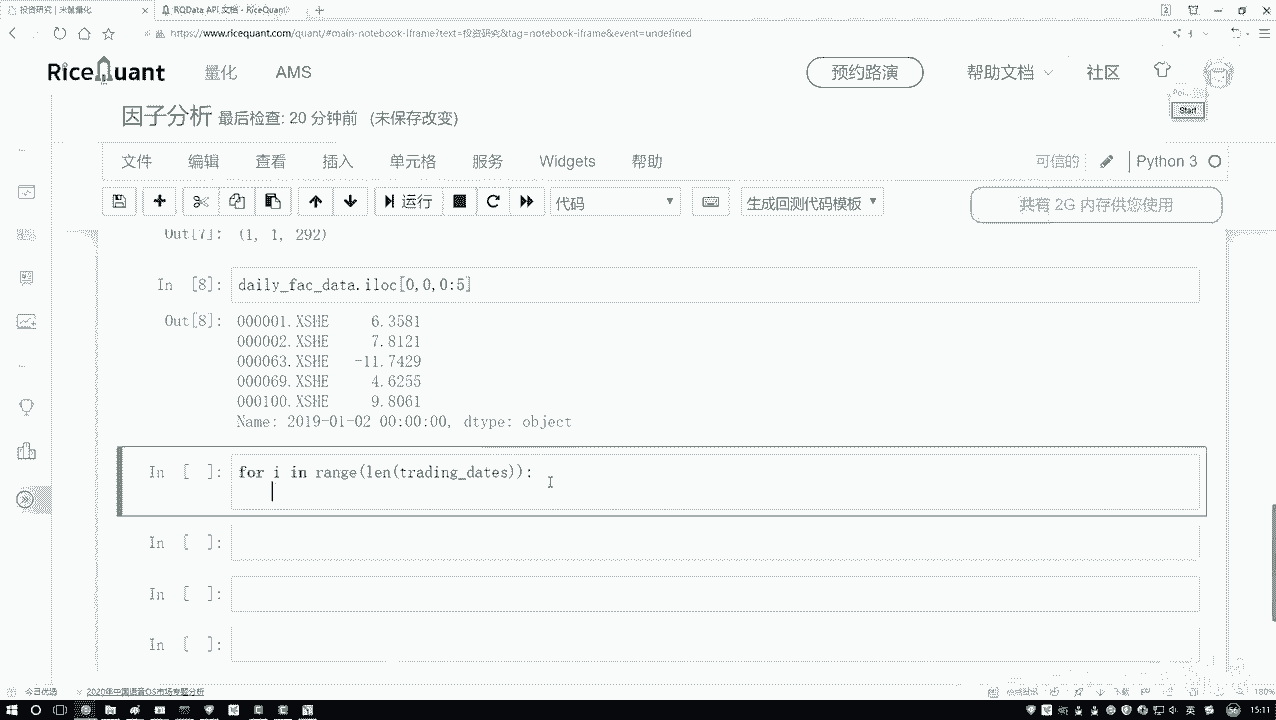 投资研究 | 米筐量化
RQData API 文档 - RiceQuant
https://www.ricequant.com/quant/#main-notebook-iframe?text=投资研究&tag=notebook-iframe&event=undefined
RiceQuant 量化 AMS 预约路演 帮助文档 社区
Start
因子分析 最后检查: 20 分钟前 (未保存改变)
文件 编辑 查看 插入 单元格 服务 Widgets 帮助 可信的 Python 3
运行 代码 生成回测代码模板 共有 2G 内存供您使用
Out[7]: (1, 1, 292)
In [8]: daily_fac_data.iloc[0,0,0:5]
Out[8]: 000001.XSHE 6.3581
000002.XSHE 7.8121
000063.XSHE -11.7429
000069.XSHE 4.6255
000100.XSHE 9.8061
Name: 2019-01-02 00:00:00, dtype: object
In [ ]: for i in range(len(trading_dates)):
In [ ]:
In [ ]:
In [ ]:
今日优选 2020年中国语音OS市场专题分析 下载 180%
英 15:11